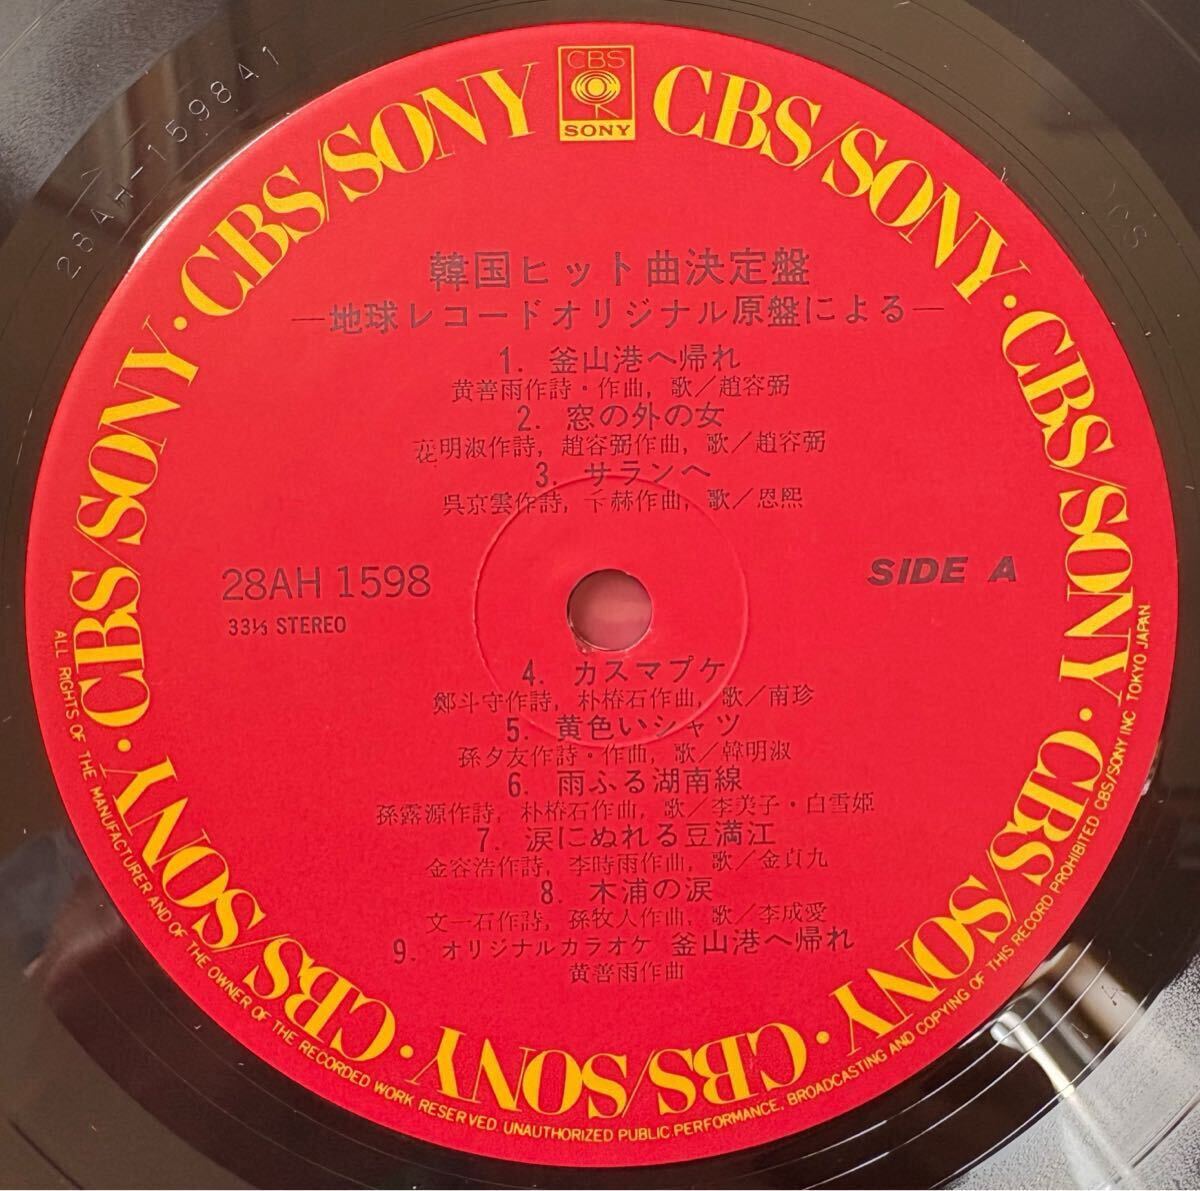 CBS
SONY
CBS/SONY · CBS/SONY · CBS/SONY · CBS/SONY · CBS/SONY · CBS/SONY · CBS/SONY · CBS/SONY · CBS/SONY
韓国ヒット曲決定盤
—地球レコードオリジナル原盤による—
1. 釜山港へ帰れ
黄善雨作詩・作曲, 歌／趙容弼
2. 窓の外の女
明淑作詩, 趙容弼作曲, 歌／趙容弼
3. サランヘ
呉京雲作詩, 赫作曲, 歌／恩熙
28AH 1598
33⅓ STEREO
SIDE A
4. カスマプケ
鄭斗守作詩, 朴椿石作曲, 歌／南珍
5. 黄色いシャツ
孫夕友作詩・作曲, 歌／韓明淑
6. 雨ふる湖南線
孫露源作詩, 朴椿石作曲, 歌／李美子・白雪姫
7. 涙にぬれる豆満江
金谷浩作詩, 李時雨作曲, 歌／金貞九
8. 木浦の涙
文一石作詩, 孫牧人作曲, 歌／李成愛
9. オリジナルカラオケ 釜山港へ帰れ
黄善雨作曲
ALL RIGHTS OF THE MANUFACTURER AND OF THE OWNER OF THE RECORDED WORK RESERVED. UNAUTHORIZED PUBLIC PERFORMANCE, BROADCASTING AND COPYING OF THIS RECORD PROHIBITED CBS/SONY INC TOKYO JAPAN
28AH-1598A1
CS